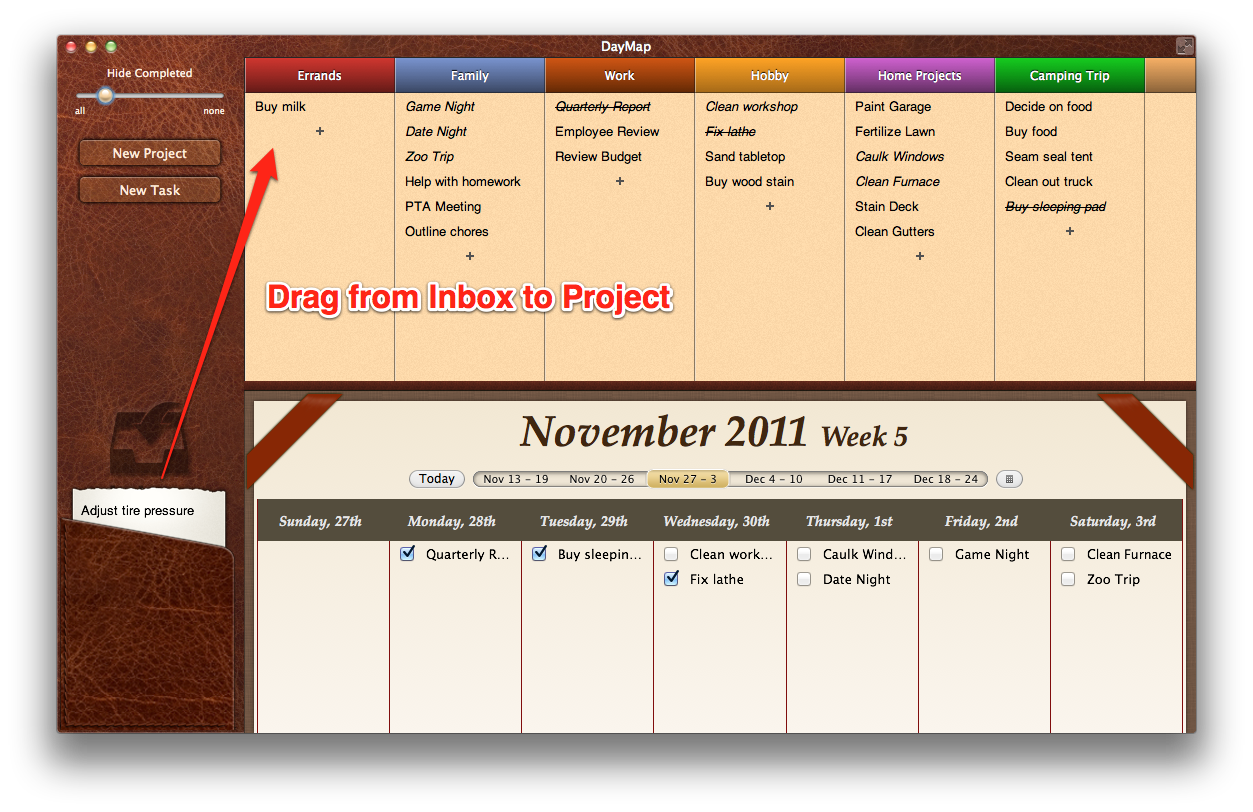 DayMap
Hide Completed
all none
New Project
New Task
Adjust tire pressure
Errands Family Work Hobby Home Projects Camping Trip
Buy milk Game Night Quarterly Report Clean workshop Paint Garage Decide on food
+ Date Night Employee Review Fix lathe Fertilize Lawn Buy food
Zoo Trip Review Budget Sand tabletop Caulk Windows Seam seal tent
Help with homework + Buy wood stain Clean Furnace Clean out truck
PTA Meeting + Stain Deck Buy sleeping pad
Outline chores Clean Gutters +
+ +
Drag from Inbox to Project
November 2011 Week 5
Today Nov 13 – 19 Nov 20 – 26 Nov 27 – 3 Dec 4 – 10 Dec 11 – 17 Dec 18 – 24
Sunday, 27th Monday, 28th Tuesday, 29th Wednesday, 30th Thursday, 1st Friday, 2nd Saturday, 3rd
Quarterly R... Buy sleepin... Clean work... Caulk Wind... Game Night Clean Furnace
Fix lathe Date Night Zoo Trip